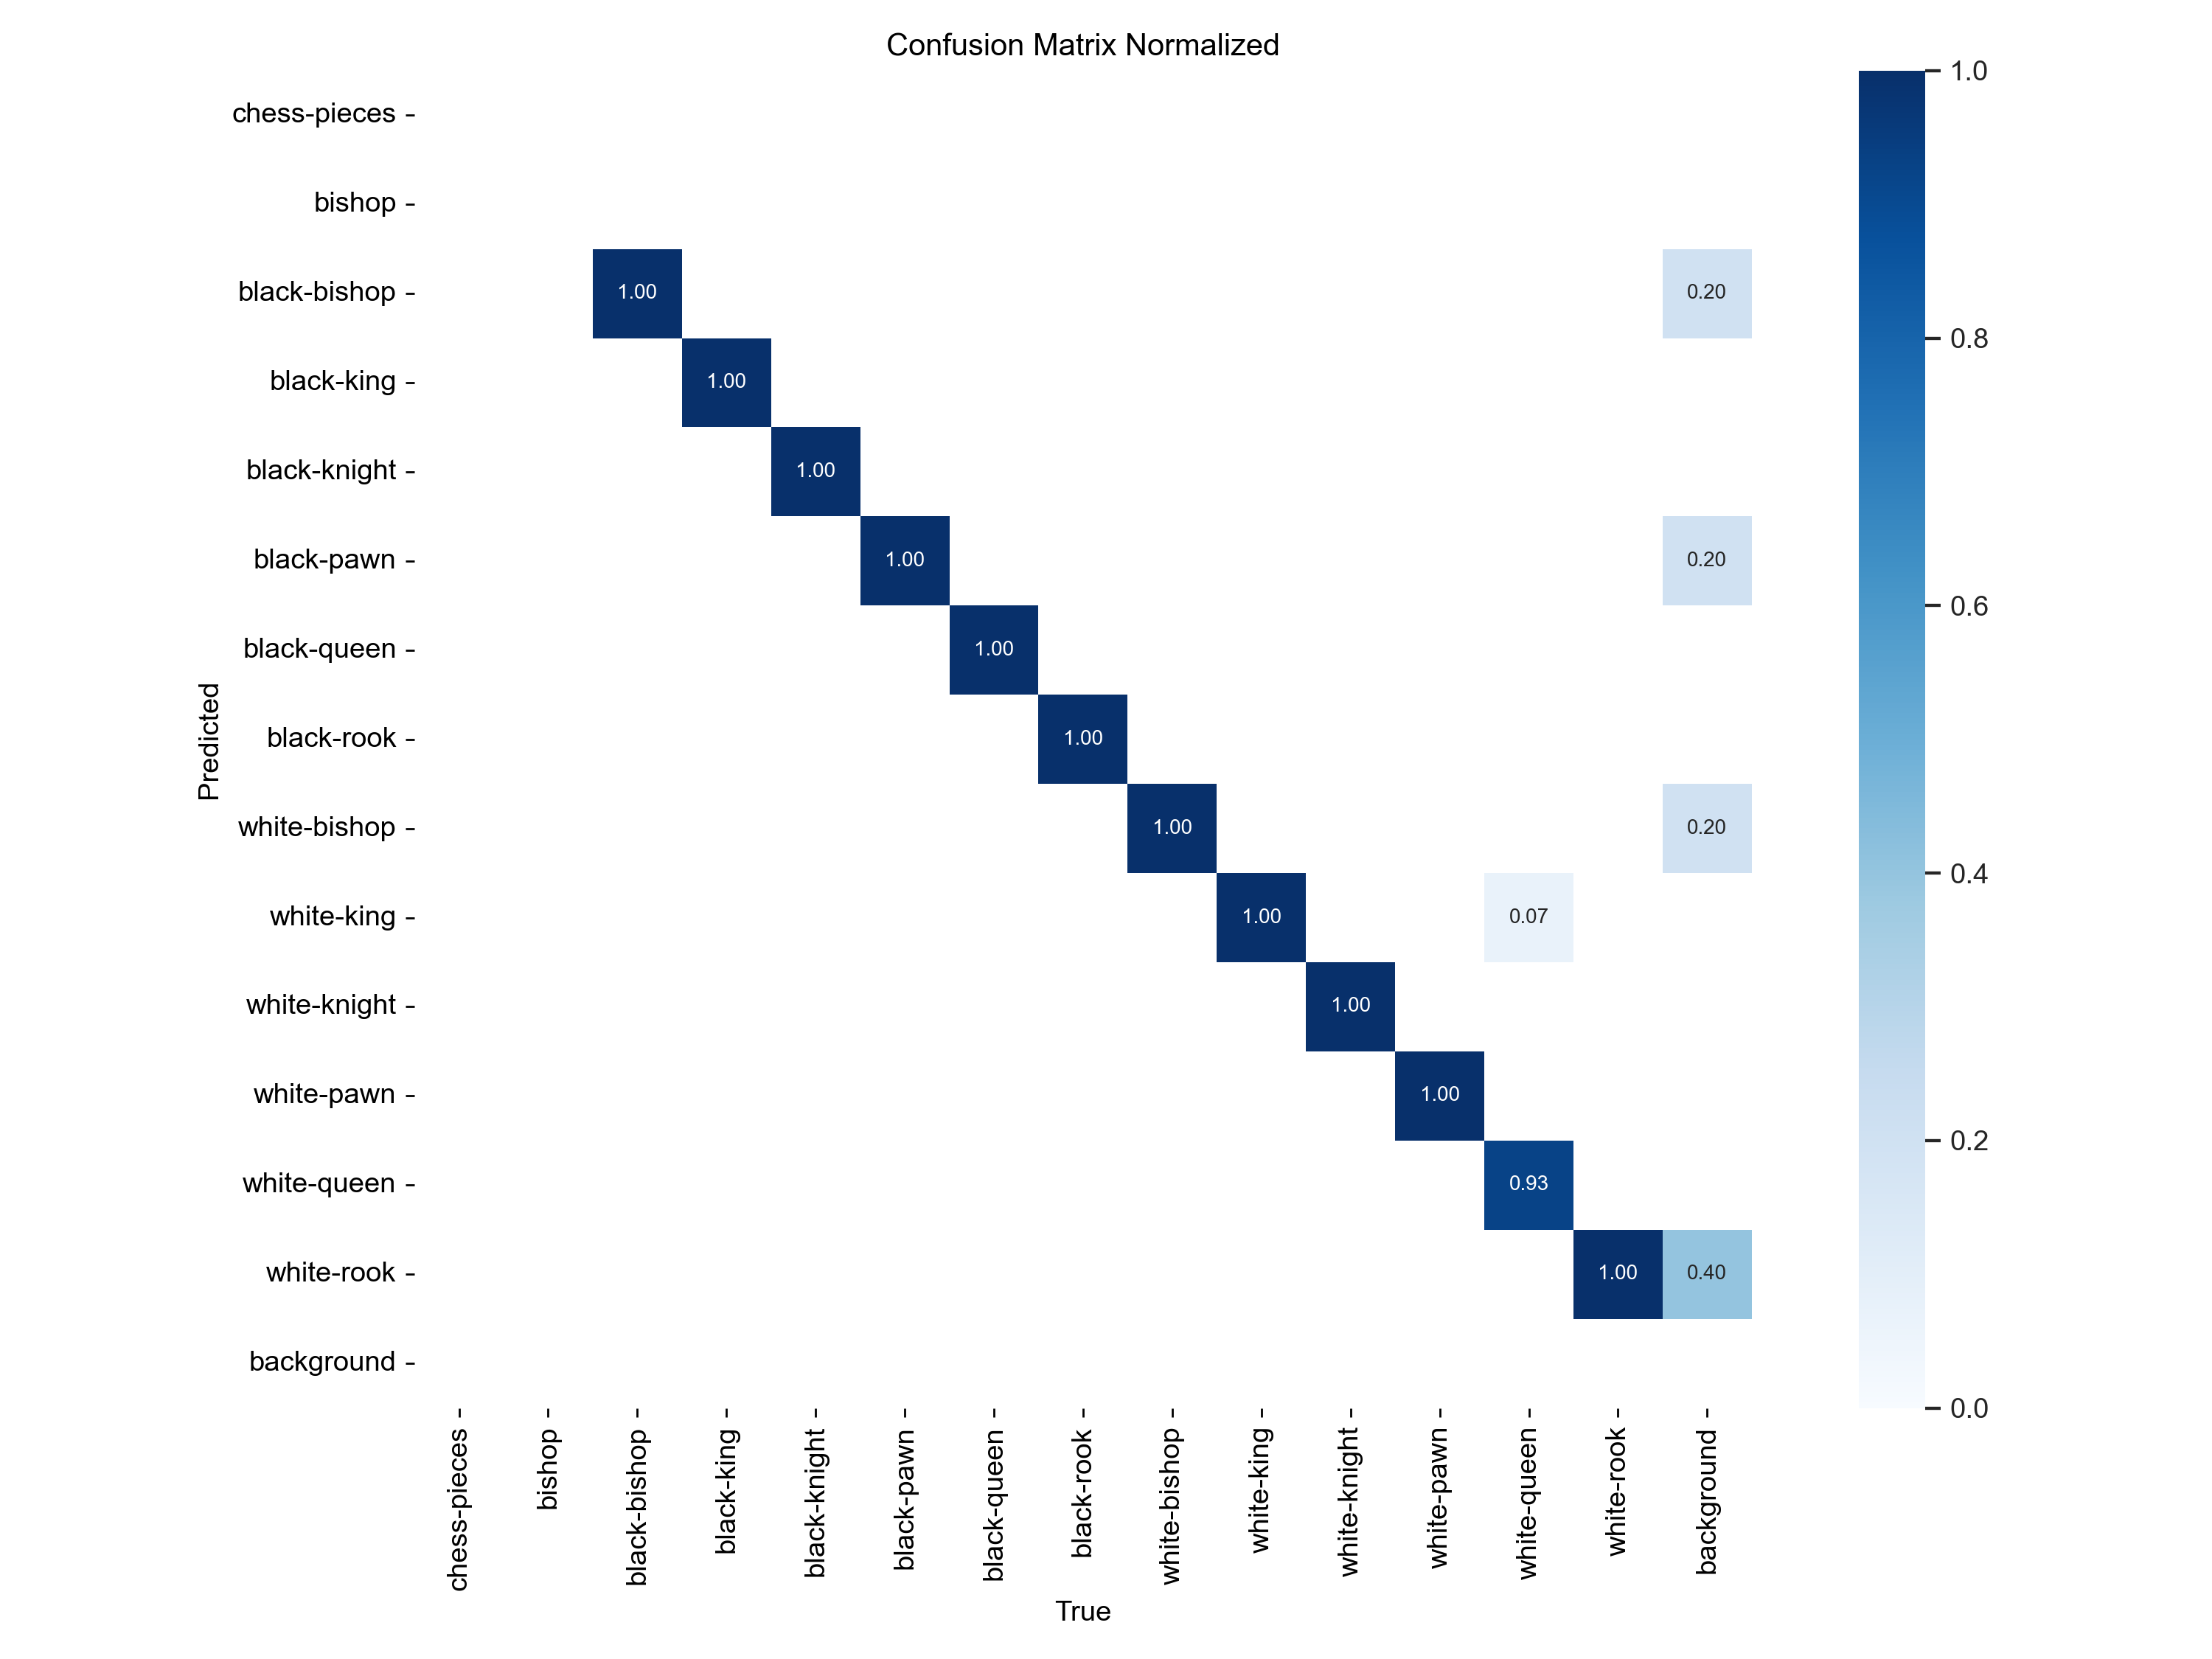 Confusion Matrix Normalized
chess-pieces
bishop
black-bishop 1.00 0.20
black-king 1.00
black-knight 1.00
black-pawn 1.00 0.20
black-queen 1.00
black-rook 1.00
white-bishop 1.00 0.20
white-king 1.00 0.07
white-knight 1.00
white-pawn 1.00
white-queen 0.93
white-rook 1.00 0.40
background
Predicted
chess-pieces
bishop
black-bishop
black-king
black-knight
black-pawn
black-queen
black-rook
white-bishop
white-king
white-knight
white-pawn
white-queen
white-rook
background
True
1.0
0.8
0.6
0.4
0.2
0.0